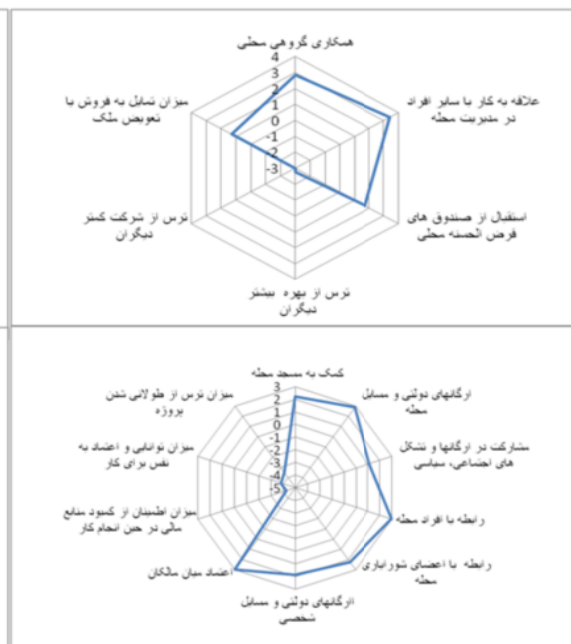 همکاری گروهی محلی
4
3
2
1
0
-1
-2
-3
علاقه به کار با سایر افراد
در مدیریت محله
استقبال از صندوق های
قرض الحسنه محلی
ترس از بهره بیشتر
دیگران
ترس از شرکت کمتر
دیگران
میزان تمایل به فروش یا
تعویض ملک
کمک به مسجد محله
3
2
1
0
-1
-2
-3
-4
-5
ارگانهای دولتی و مسایل
محله
مشارکت در ارگانها و تشکل
های اجتماعی، سیاسی
رابطه با افراد محله
رابطه با اعضای شورایاری
محله
ارگانهای دولتی و مسایل
شخصی
اعتماد میان مالکان
میزان اطمینان از کمبود منابع
مالی در حین انجام کار
میزان توانایی و اعتماد به
نفس برای کار
میزان ترس از طولانی شدن
پروژه